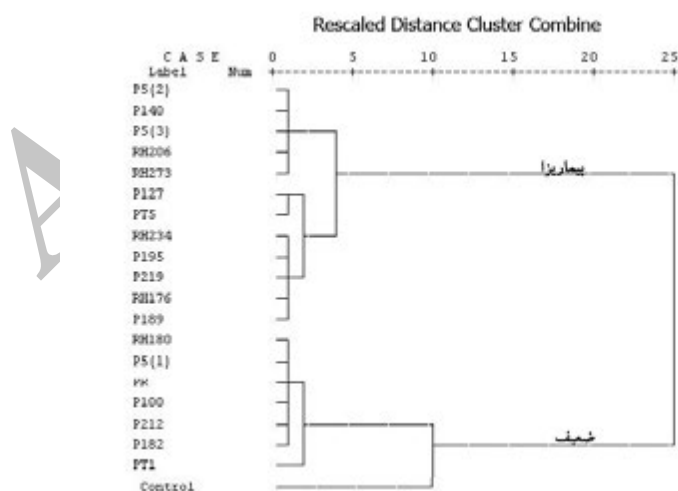 Rescaled Distance Cluster Combine
C A S E 0 5 10 15 20 25
Label Num
P5(2)
P140
P5(3)
RH206
RH273
بیماریزا
P127
PT5
RH234
P195
P219
RH176
P189
RH180
P5(1)
P100
P212
P182
ضعیف
PT1
Control